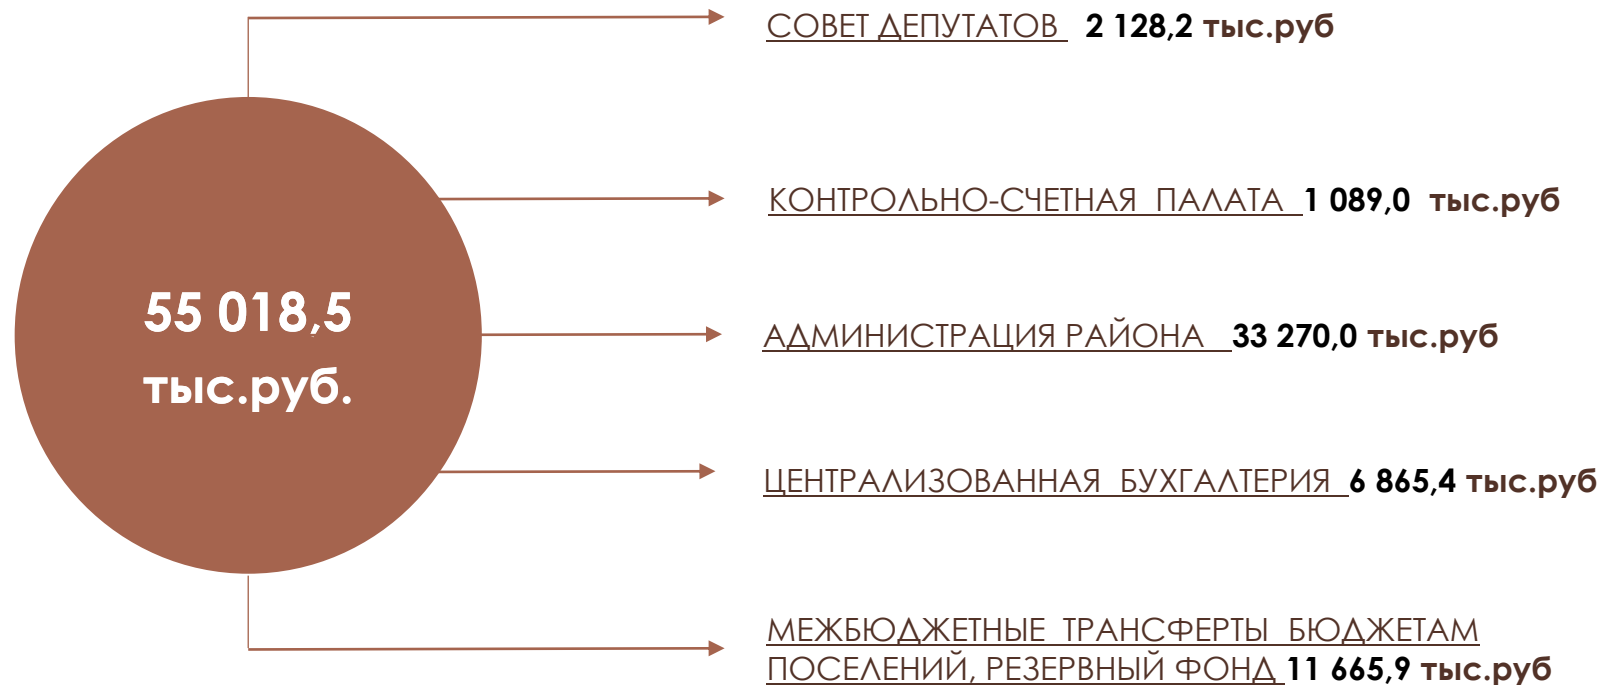 СОВЕТ ДЕПУТАТОВ 2 128,2 тыс.руб
КОНТРОЛЬНО-СЧЕТНАЯ ПАЛАТА 1 089,0 тыс.руб
55 018,5
тыс.руб.
АДМИНИСТРАЦИЯ РАЙОНА 33 270,0 тыс.руб
ЦЕНТРАЛИЗОВАННАЯ БУХГАЛТЕРИЯ 6 865,4 тыс.руб
МЕЖБЮДЖЕТНЫЕ ТРАНСФЕРТЫ БЮДЖЕТАМ
ПОСЕЛЕНИЙ, РЕЗЕРВНЫЙ ФОНД 11 665,9 тыс.руб